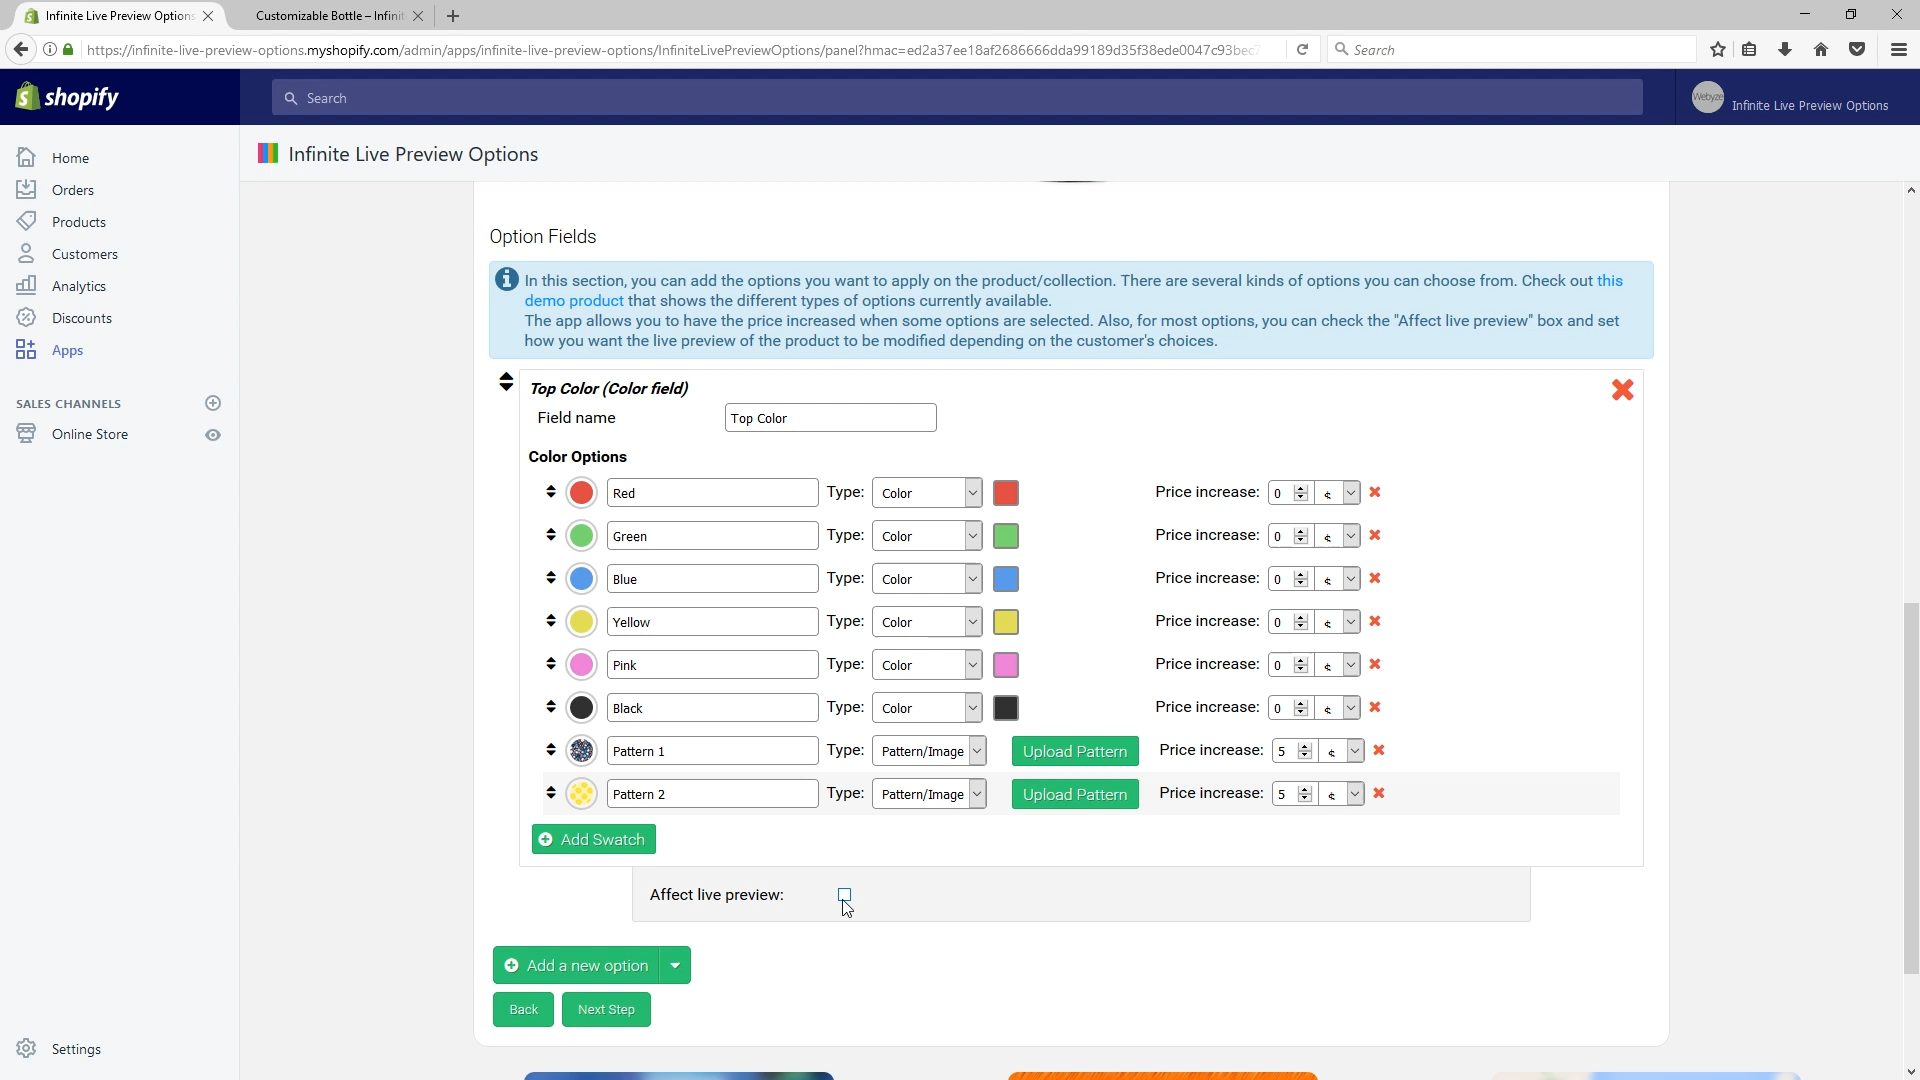 Infinite Live Preview Options
Customizable Bottle – Infinit
https://infinite-live-preview-options.myshopify.com/admin/apps/infinite-live-preview-options/InfiniteLivePreviewOptions/panel?hmac=ed2a37ee18af2686666dda99189d35f38ede0047c93bec7
Search
shopify
Search
Webyze
Infinite Live Preview Options
Home
Orders
Products
Customers
Analytics
Discounts
Apps
SALES CHANNELS
Online Store
Settings
Infinite Live Preview Options
Option Fields
In this section, you can add the options you want to apply on the product/collection. There are several kinds of options you can choose from. Check out this
demo product that shows the different types of options currently available.
The app allows you to have the price increased when some options are selected. Also, for most options, you can check the "Affect live preview" box and set
how you want the live preview of the product to be modified depending on the customer's choices.
Top Color (Color field)
Field name Top Color
Color Options
Red Type: Color Price increase: 0
Green Type: Color Price increase: 0
Blue Type: Color Price increase: 0
Yellow Type: Color Price increase: 0
Pink Type: Color Price increase: 0
Black Type: Color Price increase: 0
Pattern 1 Type: Pattern/Image Upload Pattern Price increase: 5
Pattern 2 Type: Pattern/Image Upload Pattern Price increase: 5
Add Swatch
Affect live preview:
Add a new option
Back Next Step